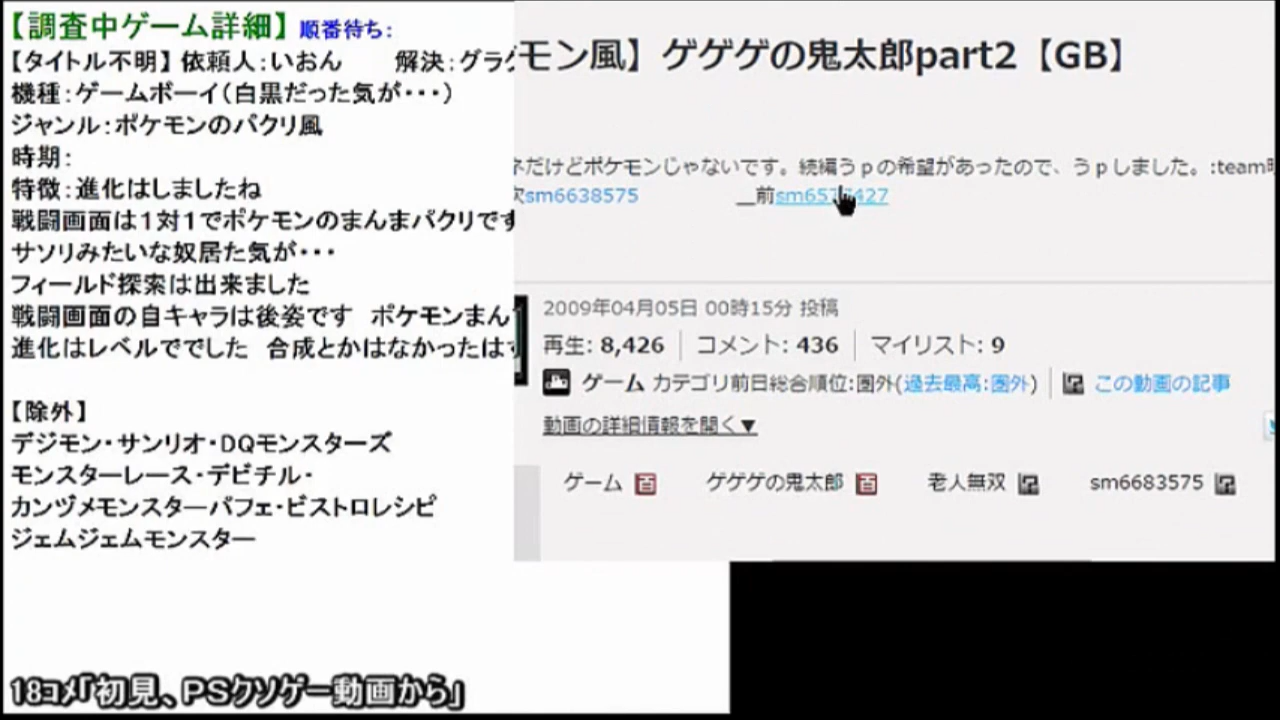 【調査中ゲーム詳細】 順番待ち：
【タイトル不明】 依頼人：いおん 解決：グラ
機種：ゲームボーイ（白黒だった気が・・・）
ジャンル：ポケモンのパクリ風
時期：
特徴：進化はしましたね
戦闘画面は１対１でポケモンのまんまパクリです
サソリみたいな奴居た気が・・・
フィールド探索は出来ました
戦闘画面の自キャラは後姿です ポケモンまん
進化はレベルででした 合成とかはなかったは
【除外】
デジモン・サンリオ・DQモンスターズ
モンスターレース・デビチル・
カンヅメモンスターパフェ・ビストロレシピ
ジェムジェムモンスター
18ｺﾒ「初見、ＰＳクソゲー動画から」
モン風】ゲゲゲの鬼太郎part2【GB】
ネだけどポケモンじゃないです。続編うｐの希望があったので、うｐしました。:team
次sm6638575 __前
2009年04月05日 00時15分 投稿
再生: 8,426 コメント: 436 マイリスト: 9
ゲーム カテゴリ前日総合順位:圏外(過去最高:圏外) この動画の記事
動画の詳細情報を開く▼
ゲーム 百 ゲゲゲの鬼太郎 百 老人無双 sm6683575